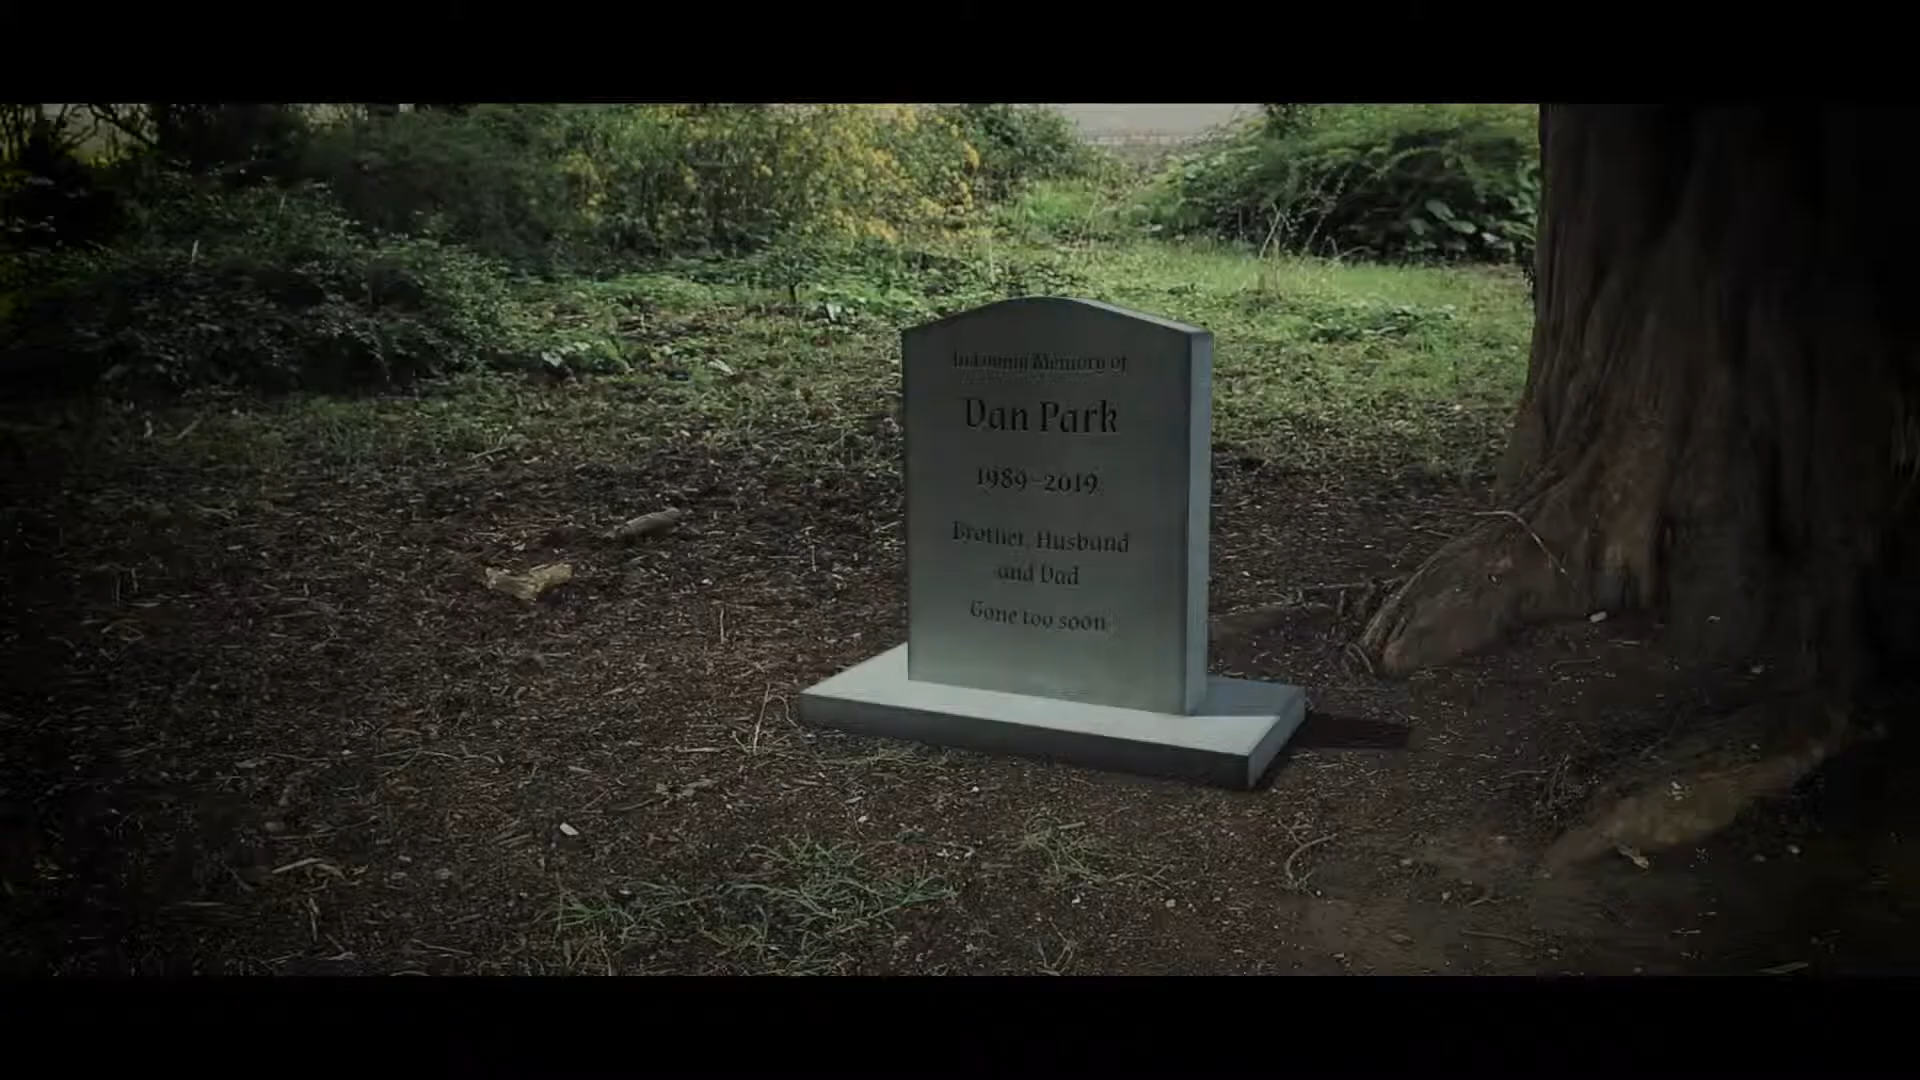 In Loving Memory of
Dan Park
1989-2019
Brother, Husband
and Dad
Gone too soon